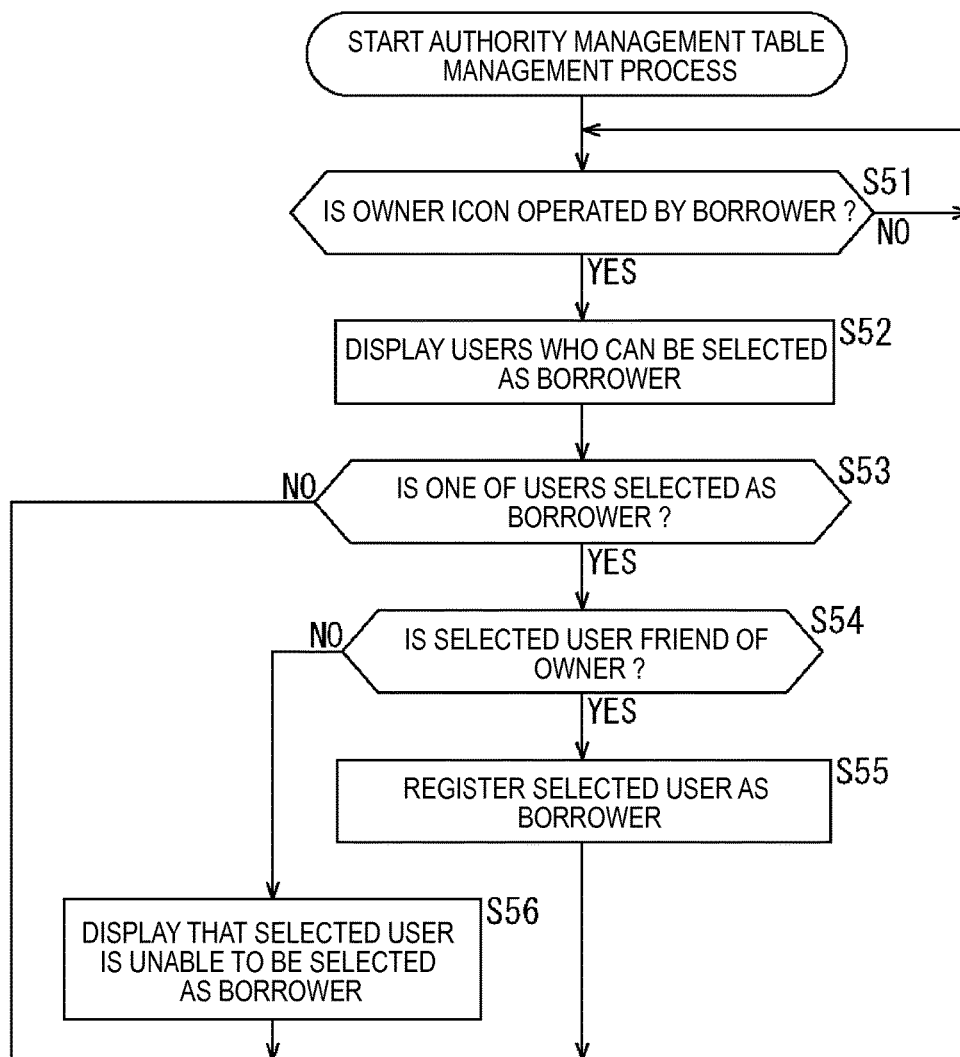 START AUTHORITY MANAGEMENT TABLE
MANAGEMENT PROCESS
S51
IS OWNER ICON OPERATED BY BORROWER ?
NO
YES
S52
DISPLAY USERS WHO CAN BE SELECTED
AS BORROWER
S53
NO
IS ONE OF USERS SELECTED AS
BORROWER ?
YES
S54
NO
IS SELECTED USER FRIEND OF
OWNER ?
YES
S55
REGISTER SELECTED USER AS
BORROWER
S56
DISPLAY THAT SELECTED USER
IS UNABLE TO BE SELECTED
AS BORROWER